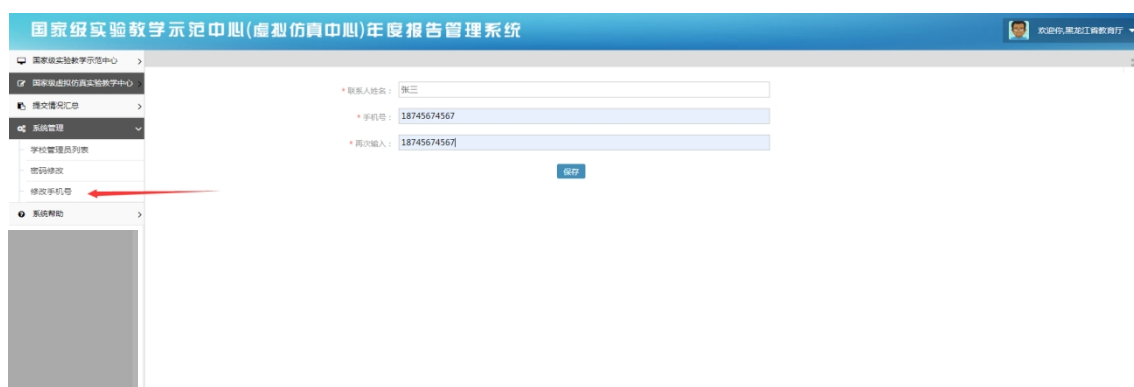 国家级实验教学示范中心(虚拟仿真中心)年度报告管理系统
欢迎你,黑龙江省教育厅
国家级实验教学示范中心
国家级虚拟仿真实验教学中心
提交情况汇总
系统管理
学校管理员列表
密码修改
修改手机号
系统帮助
* 联系人姓名： 张三
* 手机号： 18745674567
* 再次输入： 18745674567
保存